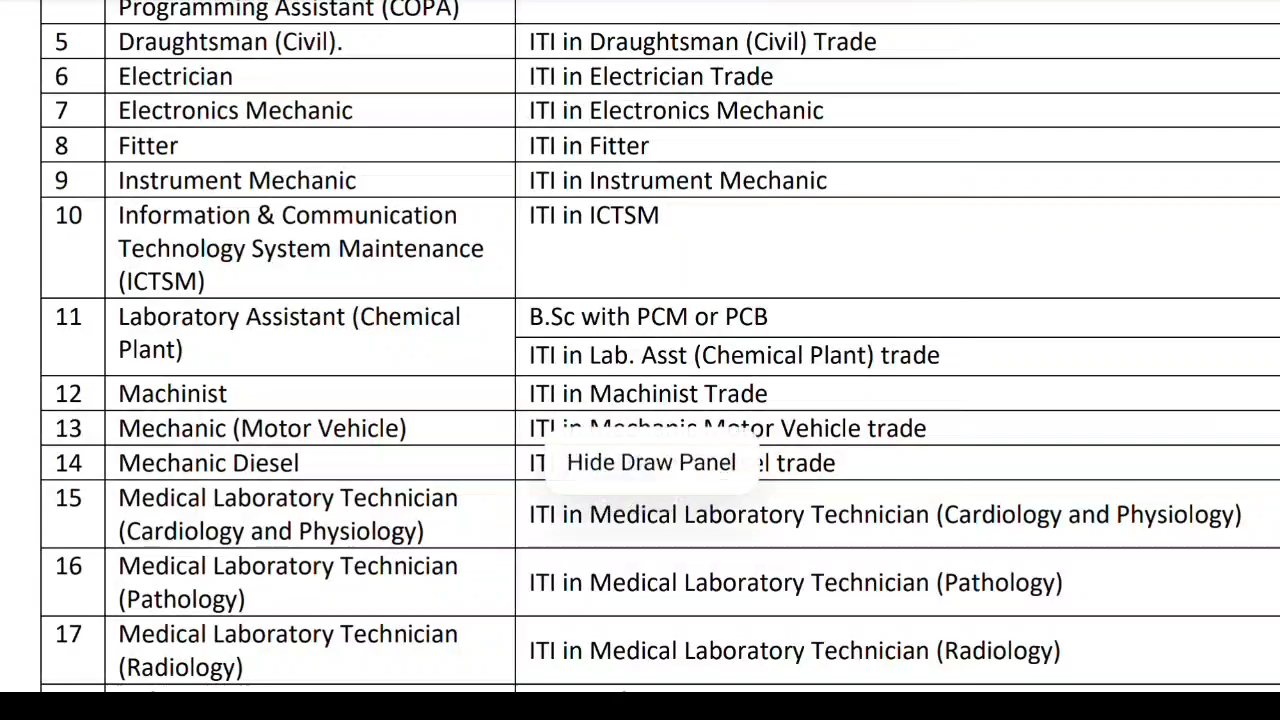 Programming Assistant (COPA)
5 Draughtsman (Civil). ITI in Draughtsman (Civil) Trade
6 Electrician ITI in Electrician Trade
7 Electronics Mechanic ITI in Electronics Mechanic
8 Fitter ITI in Fitter
9 Instrument Mechanic ITI in Instrument Mechanic
10 Information & Communication ITI in ICTSM
Technology System Maintenance
(ICTSM)
11 Laboratory Assistant (Chemical B.Sc with PCM or PCB
Plant) ITI in Lab. Asst (Chemical Plant) trade
12 Machinist ITI in Machinist Trade
13 Mechanic (Motor Vehicle) ITI in Mechanic Motor Vehicle trade
14 Mechanic Diesel trade
Hide Draw Panel
15 Medical Laboratory Technician
(Cardiology and Physiology) ITI in Medical Laboratory Technician (Cardiology and Physiology)
16 Medical Laboratory Technician
(Pathology) ITI in Medical Laboratory Technician (Pathology)
17 Medical Laboratory Technician
(Radiology) ITI in Medical Laboratory Technician (Radiology)